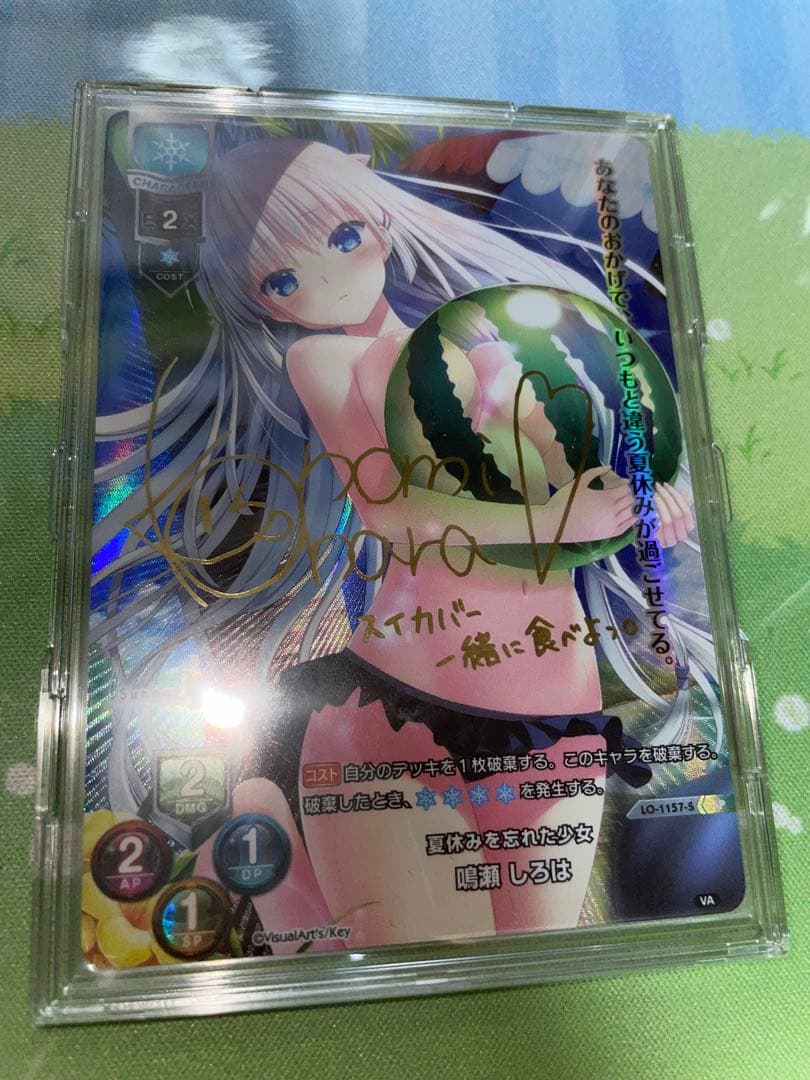 CHARACTER
EX 2
COST
あなたのおかげで、いつもと違う夏休みが過ごせてる。
Konomi
Kohara
スイカバー
一緒に食べよっ。
2
DMG
コスト 自分のデッキを1枚破棄する。このキャラを破棄する。
破棄したとき、を発生する。
LO-1157-S
夏休みを忘れた少女
鳴瀬 しろは
2
AP
1
DP
1
SP
©VisualArt's/Key
VA